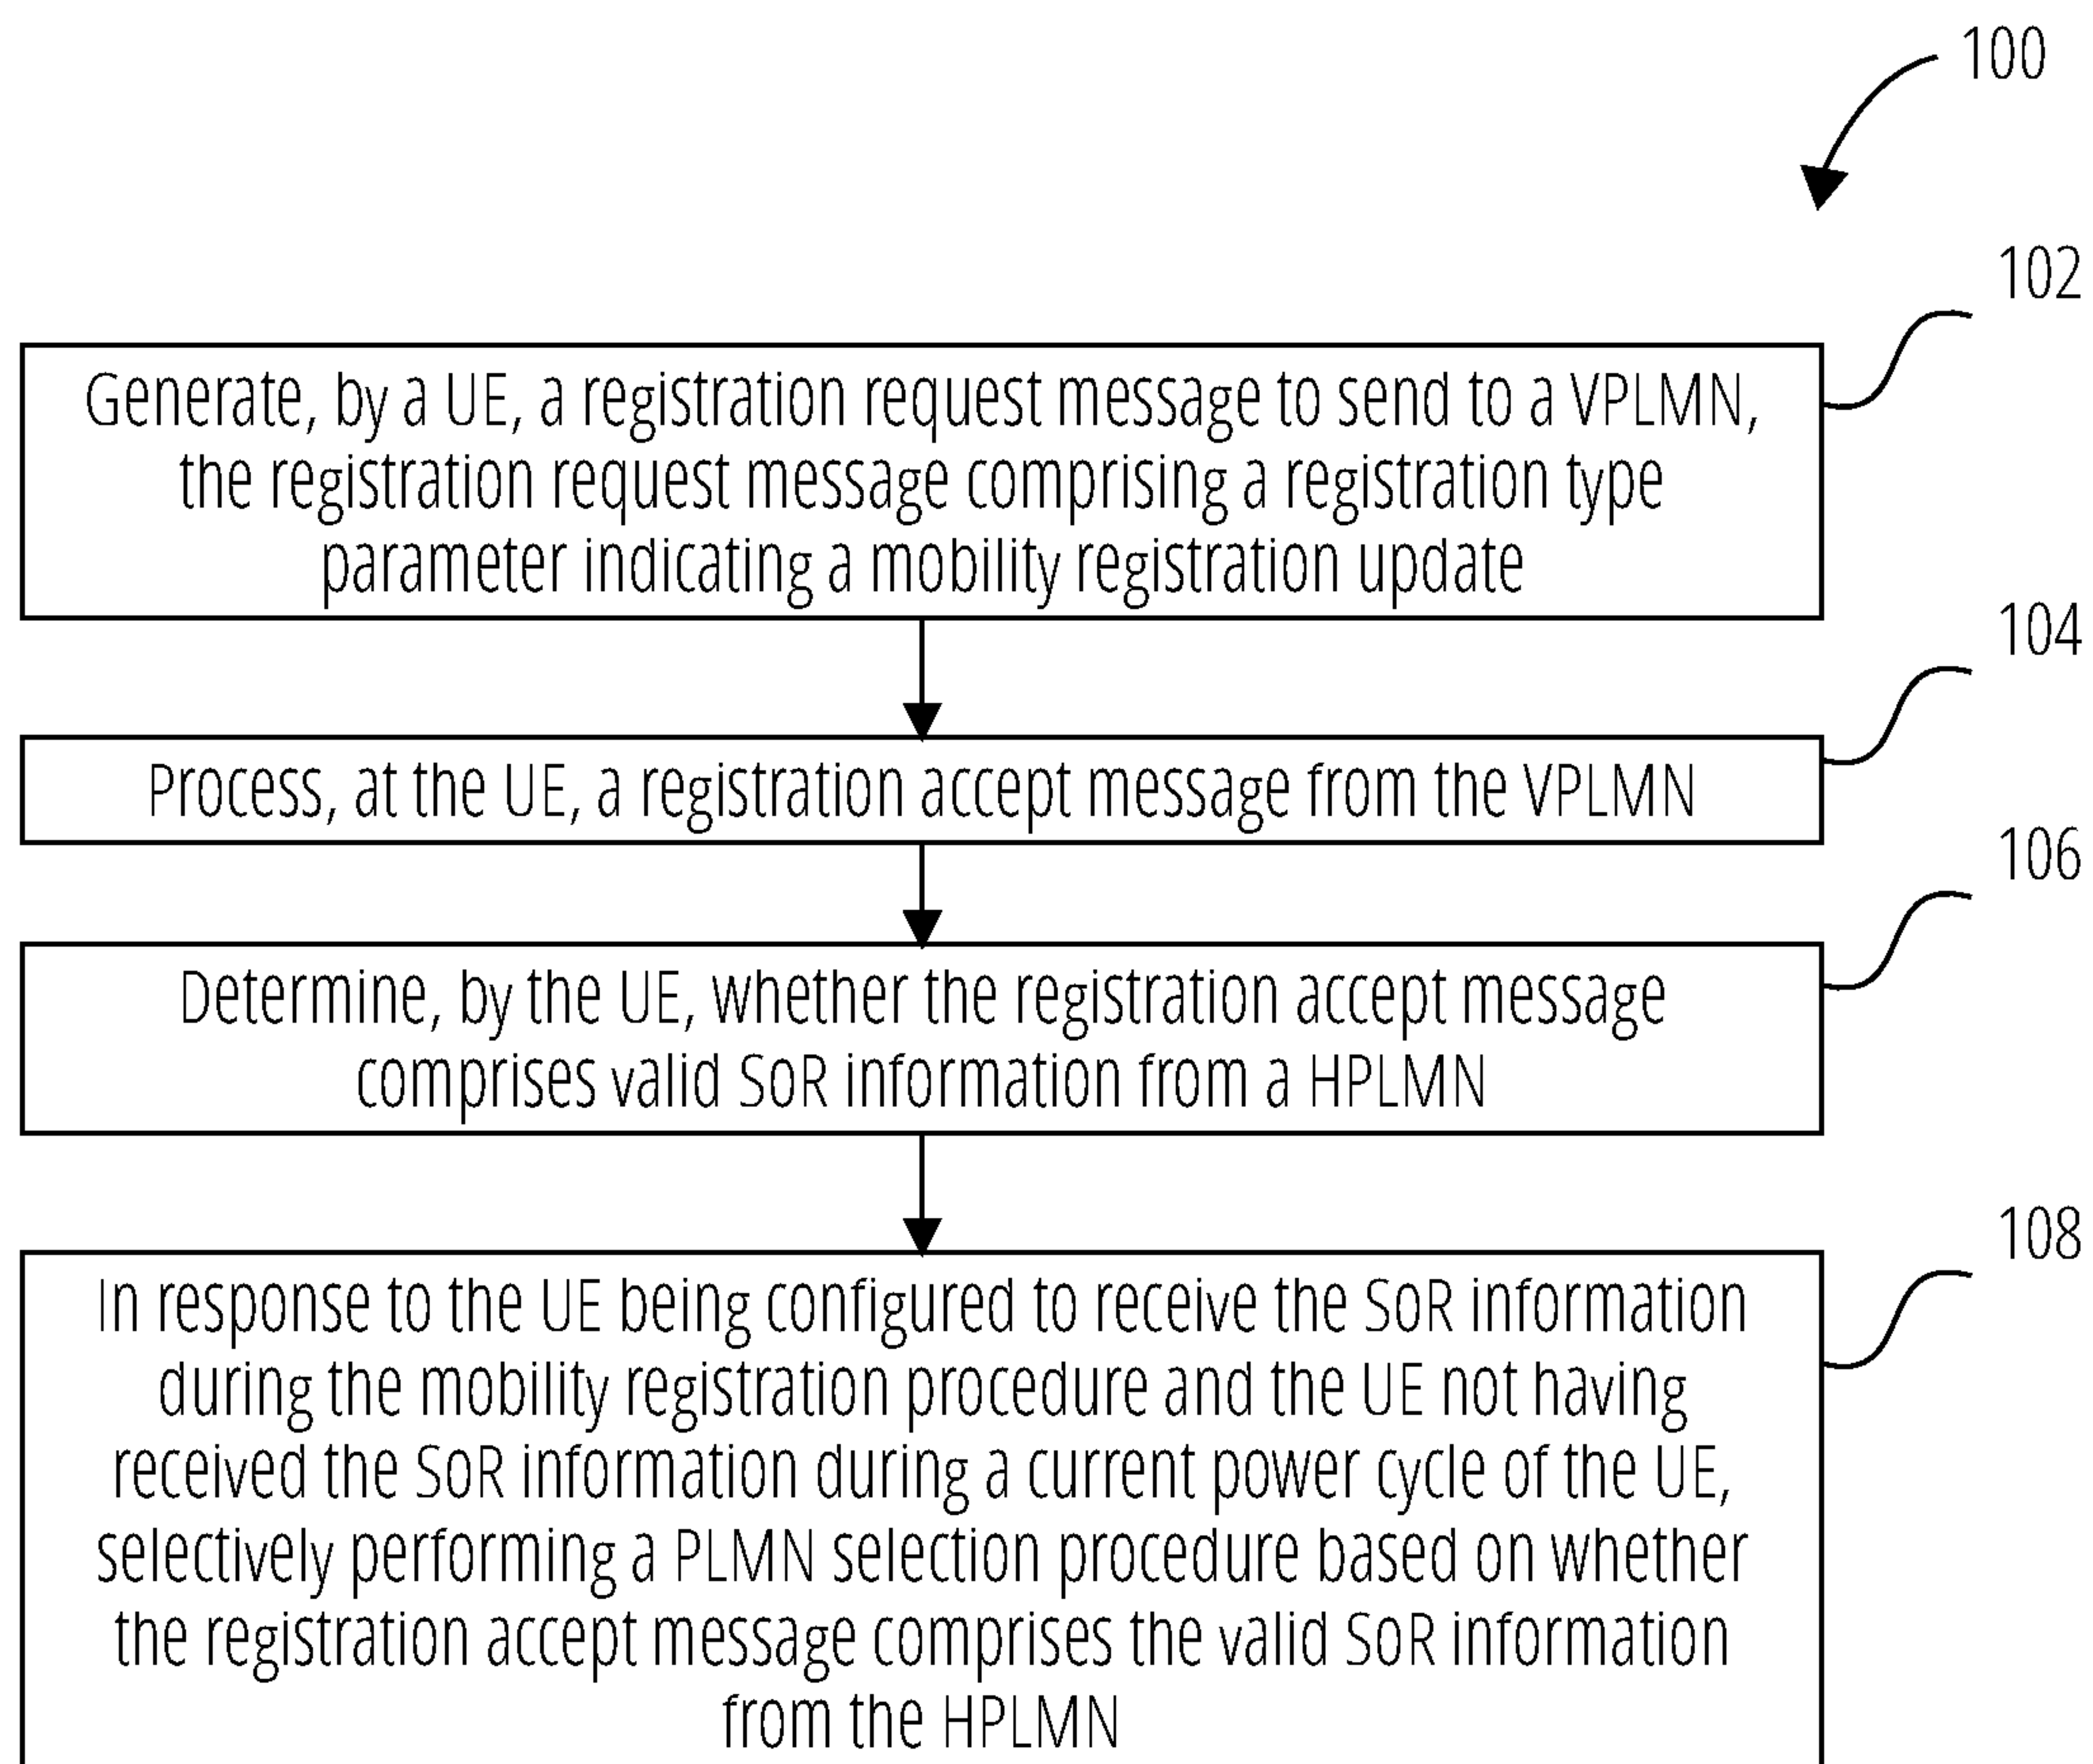 100
102
Generate, by a UE, a registration request message to send to a VPLMN,
the registration request message comprising a registration type
parameter indicating a mobility registration update
104
Process, at the UE, a registration accept message from the VPLMN
106
Determine, by the UE, whether the registration accept message
comprises valid SoR information from a HPLMN
108
In response to the UE being configured to receive the SoR information
during the mobility registration procedure and the UE not having
received the SoR information during a current power cycle of the UE,
selectively performing a PLMN selection procedure based on whether
the registration accept message comprises the valid SoR information
from the HPLMN